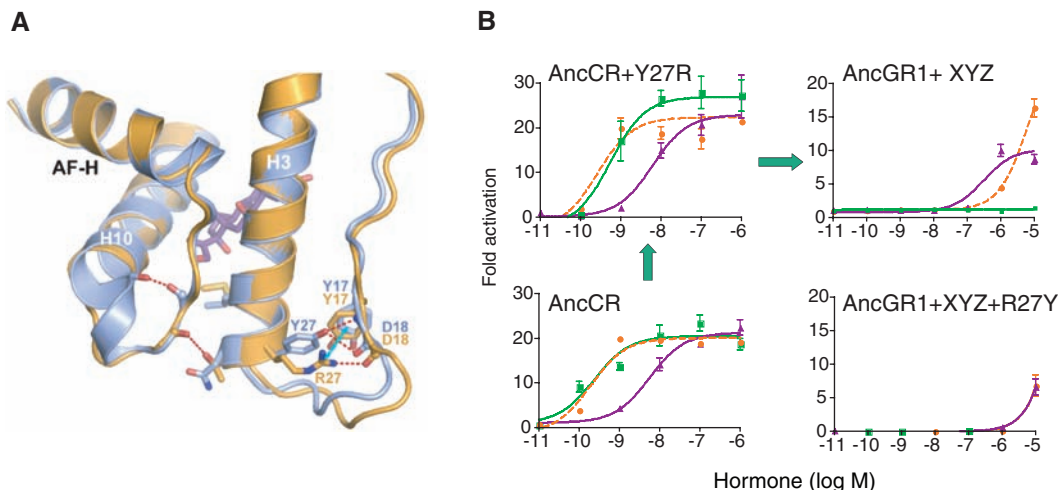 A
AF-H
H3
H10
Y17
Y17
Y27
D18
D18
R27
B
Fold activation
AncCR+Y27R
30
20
10
0
-11 -10 -9 -8 -7 -6
AncGR1+ XYZ
20
15
10
5
0
-11 -10 -9 -8 -7 -6 -5
AncCR
30
20
10
0
-11 -10 -9 -8 -7 -6
AncGR1+XYZ+R27Y
20
15
10
5
0
-11 -10 -9 -8 -7 -6 -5
Hormone (log M)